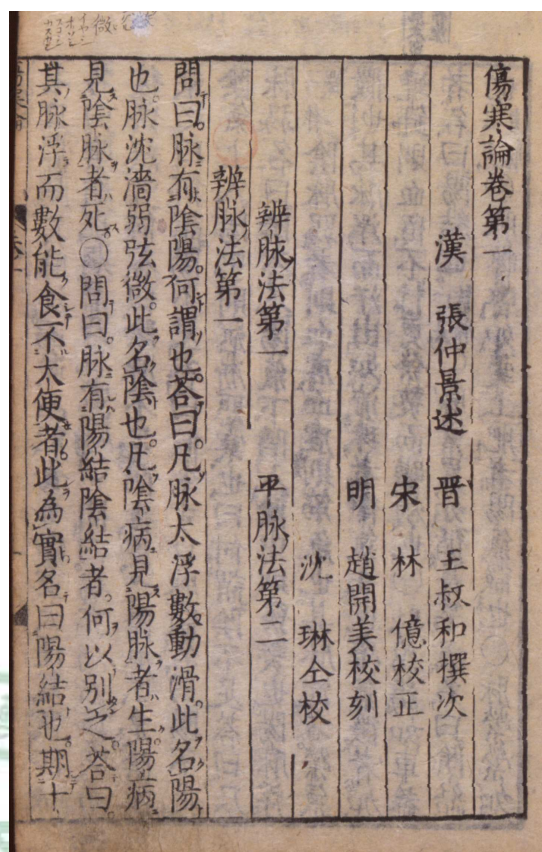 傷寒論卷第一
漢 張仲景述 晋 王叔和撰次
宋 林 億校正
明 趙開美校刻
沈 琳仝校
辨脉法第一 平脉法第二
辨脉法第一
問曰脉有陰陽何謂也荅曰凡脉大浮數動滑此名陽
也脉沈濇弱弦微此名陰也凡陰病見陽脉者生陽病
見陰脉者死○問曰脉有陽結陰結者何以別之荅曰
其脉浮而數能食不大便者此為實名曰陽結也期十